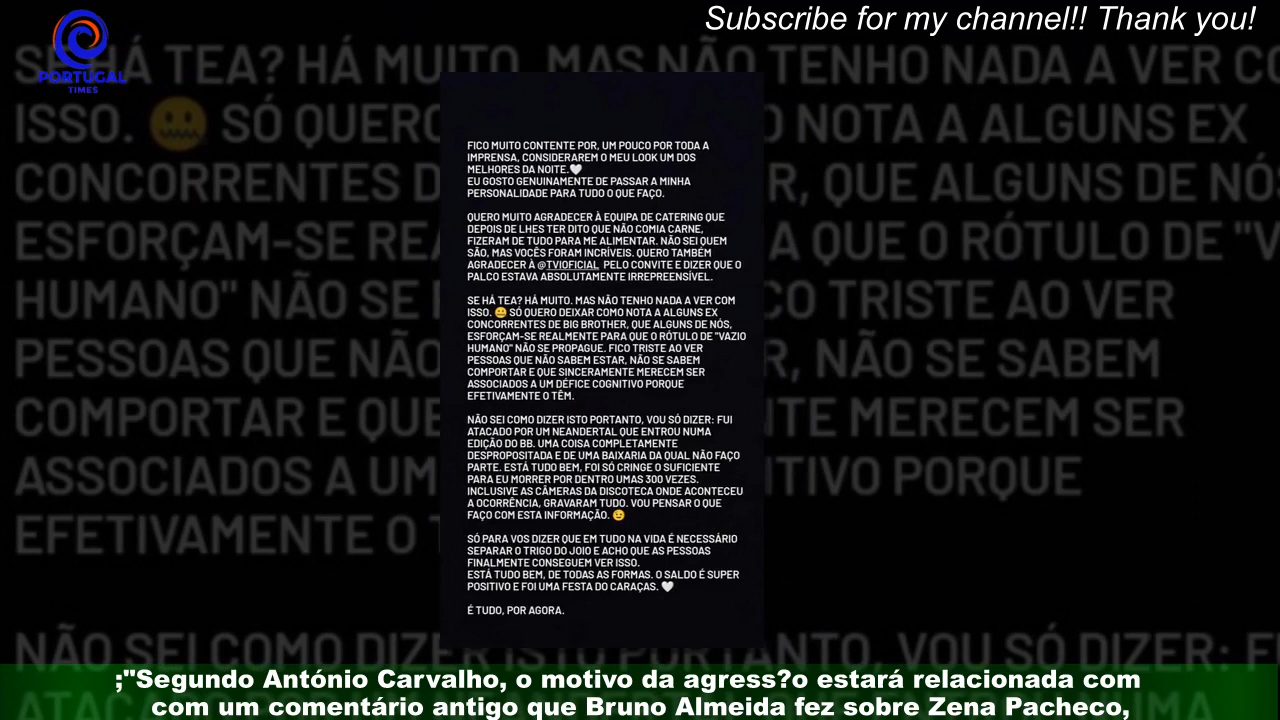 Subscribe for my channel!! Thank you!
PORTUGAL
TIMES
FICO MUITO CONTENTE POR, UM POUCO POR TODA A
IMPRENSA, CONSIDERAREM O MEU LOOK UM DOS
MELHORES DA NOITE.🤍
EU GOSTO GENUINAMENTE DE PASSAR A MINHA
PERSONALIDADE PARA TUDO O QUE FAÇO.
QUERO MUITO AGRADECER À EQUIPA DE CATERING QUE
DEPOIS DE LHES TER DITO QUE NÃO COMIA CARNE,
FIZERAM DE TUDO PARA ME ALIMENTAR. NÃO SEI QUEM
SÃO, MAS VOCÊS FORAM INCRÍVEIS. QUERO TAMBÉM
AGRADECER À @TVIOFICIAL PELO CONVITE E DIZER QUE O
PALCO ESTAVA ABSOLUTAMENTE IRREPREENSÍVEL.
SE HÁ TEA? HÁ MUITO. MAS NÃO TENHO NADA A VER COM
ISSO. 🤐 SÓ QUERO DEIXAR COMO NOTA A ALGUNS EX
CONCORRENTES DE BIG BROTHER, QUE ALGUNS DE NÓS,
ESFORÇAM-SE REALMENTE PARA QUE O RÓTULO DE "VAZIO
HUMANO" NÃO SE PROPAGUE. FICO TRISTE AO VER
PESSOAS QUE NÃO SABEM ESTAR, NÃO SE SABEM
COMPORTAR E QUE SINCERAMENTE MERECEM SER
ASSOCIADOS A UM DÉFICE COGNITIVO PORQUE
EFETIVAMENTE O TÊM.
NÃO SEI COMO DIZER ISTO PORTANTO, VOU SÓ DIZER: FUI
ATACADO POR UM NEANDERTAL QUE ENTROU NUMA
EDIÇÃO DO BB. UMA COISA COMPLETAMENTE
DESPROPOSITADA E DE UMA BAIXARIA DA QUAL NÃO FAÇO
PARTE. ESTÁ TUDO BEM, FOI SÓ CRINGE O SUFICIENTE
PARA EU MORRER POR DENTRO UMAS 300 VEZES.
INCLUSIVE AS CÂMERAS DA DISCOTECA ONDE ACONTECEU
A OCORRÊNCIA, GRAVARAM TUDO. VOU PENSAR O QUE
FAÇO COM ESTA INFORMAÇÃO. 😉
SÓ PARA VOS DIZER QUE EM TUDO NA VIDA É NECESSÁRIO
SEPARAR O TRIGO DO JOIO E ACHO QUE AS PESSOAS
FINALMENTE CONSEGUEM VER ISSO.
ESTÁ TUDO BEM, DE TODAS AS FORMAS. O SALDO É SUPER
POSITIVO E FOI UMA FESTA DO CARAÇAS. 🤍
É TUDO, POR AGORA.
;"Segundo António Carvalho, o motivo da agress?o estará relacionada com
com um comentário antigo que Bruno Almeida fez sobre Zena Pacheco,